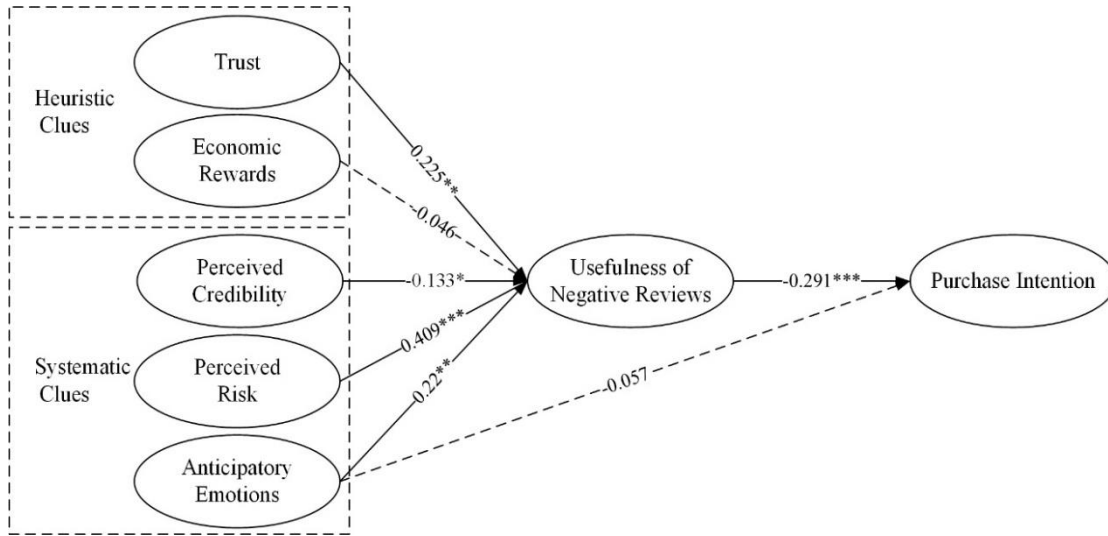 Trust
Heuristic
Clues
Economic
Rewards
0.225**
-0.046
Perceived
Credibility
-0.133*
Usefulness of
Negative Reviews
-0.291***
Purchase Intention
0.409***
Systematic
Clues
Perceived
Risk
0.22**
-0.057
Anticipatory
Emotions